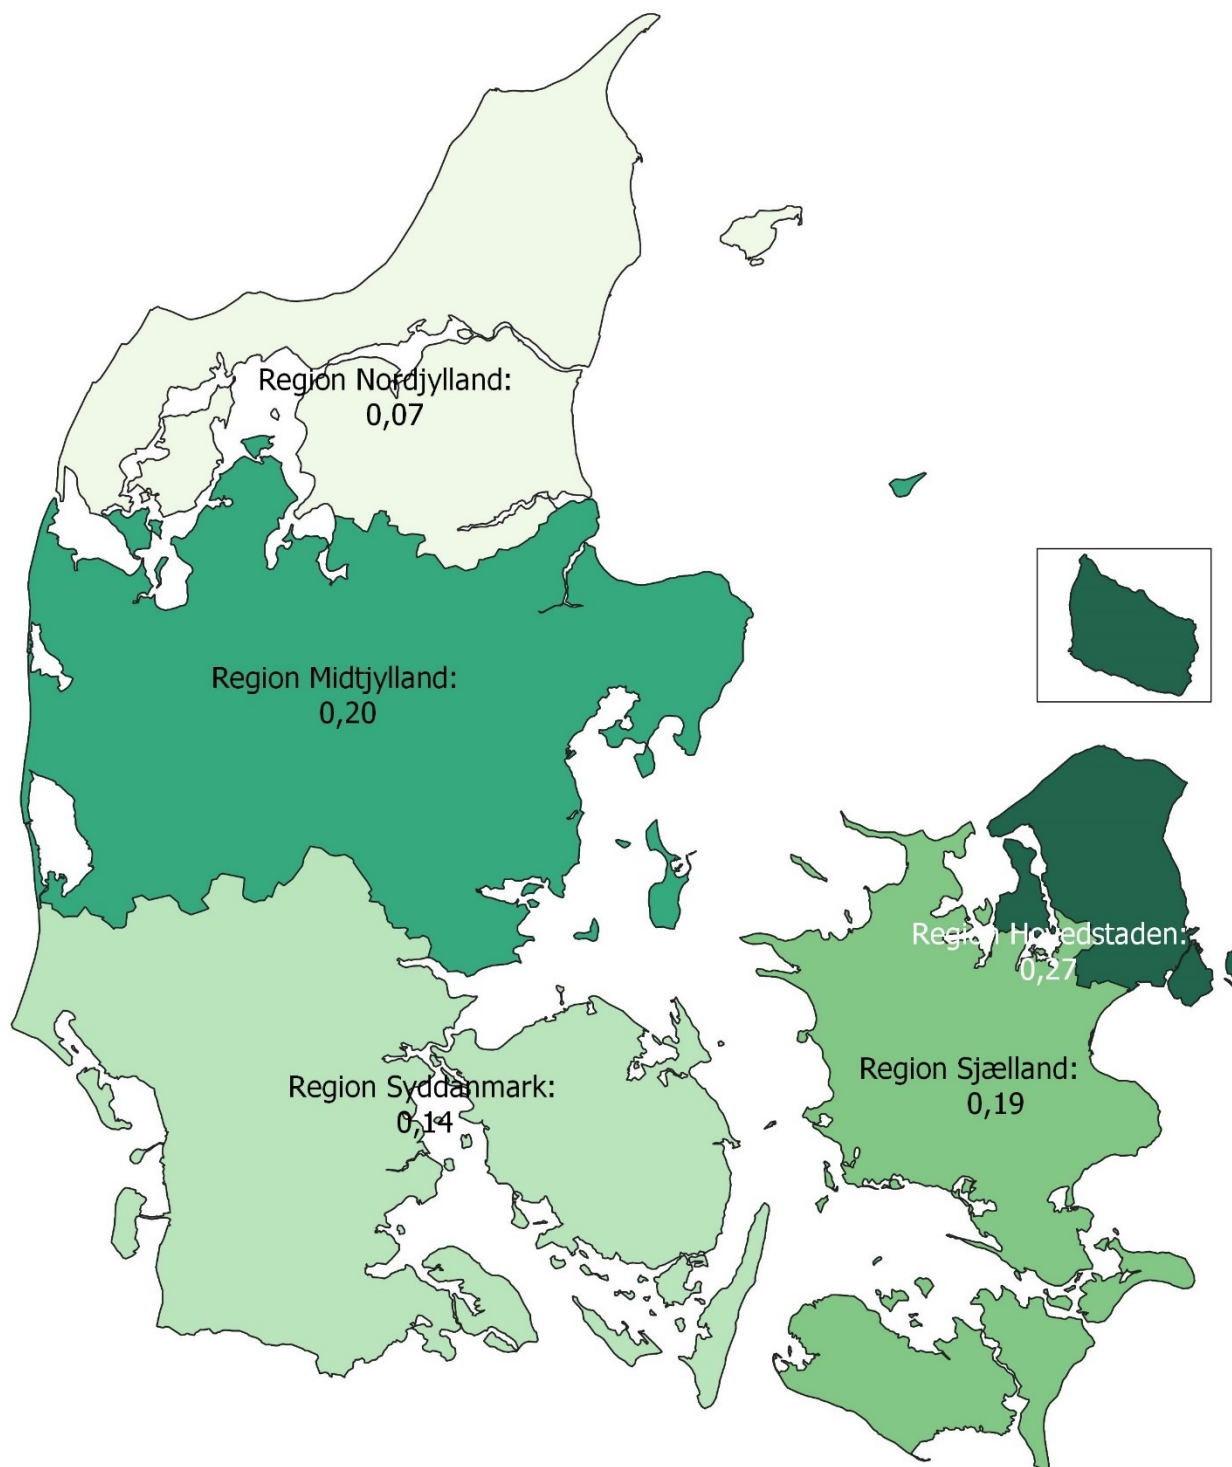 Region Nordjylland:
0,07
Region Midtjylland:
0,20
Region Hovedstaden:
0,27
Region Sjælland:
0,19
Region Syddanmark:
0,14